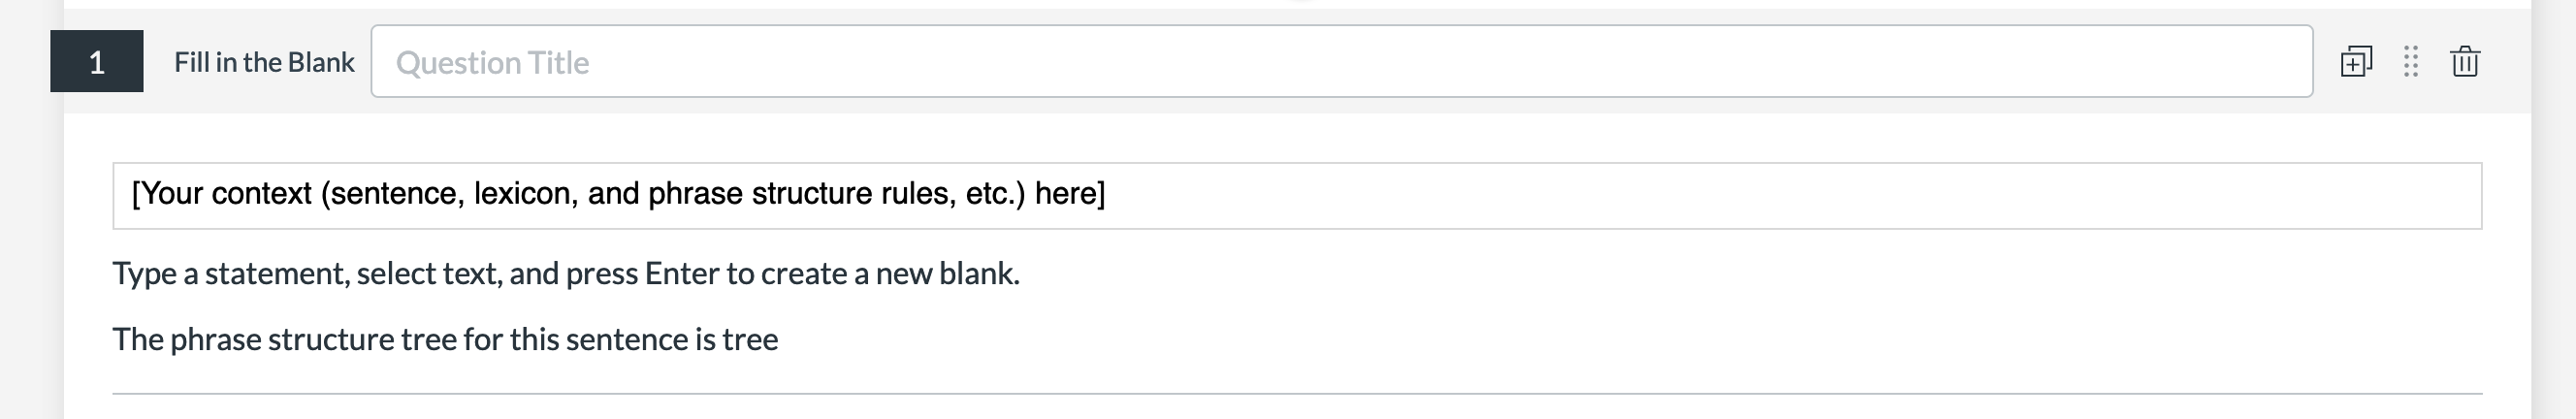 1 Fill in the Blank Question Title
[Your context (sentence, lexicon, and phrase structure rules, etc.) here]
Type a statement, select text, and press Enter to create a new blank.
The phrase structure tree for this sentence is tree